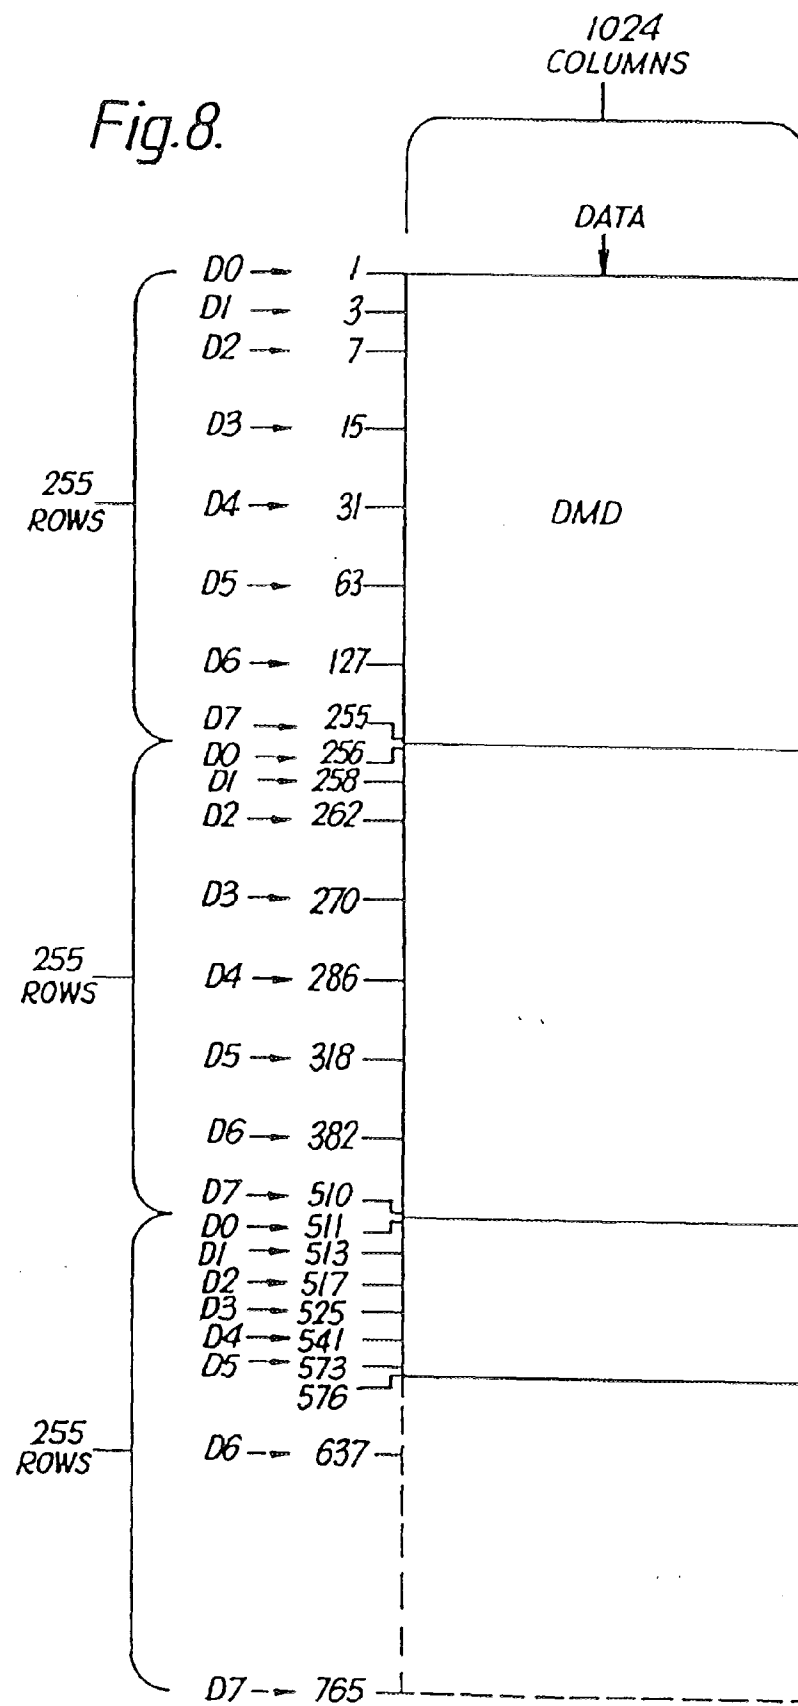 1024
COLUMNS
Fig.8.
DATA
D0 1
D1 3
D2 7
D3 15
255
ROWS
D4 31
DMD
D5 63
D6 127
D7 255
D0 256
D1 258
D2 262
D3 270
255
ROWS
D4 286
D5 318
D6 382
D7 510
D0 511
D1 513
D2 517
D3 525
D4 541
D5 573
576
255
ROWS
D6 637
D7 765